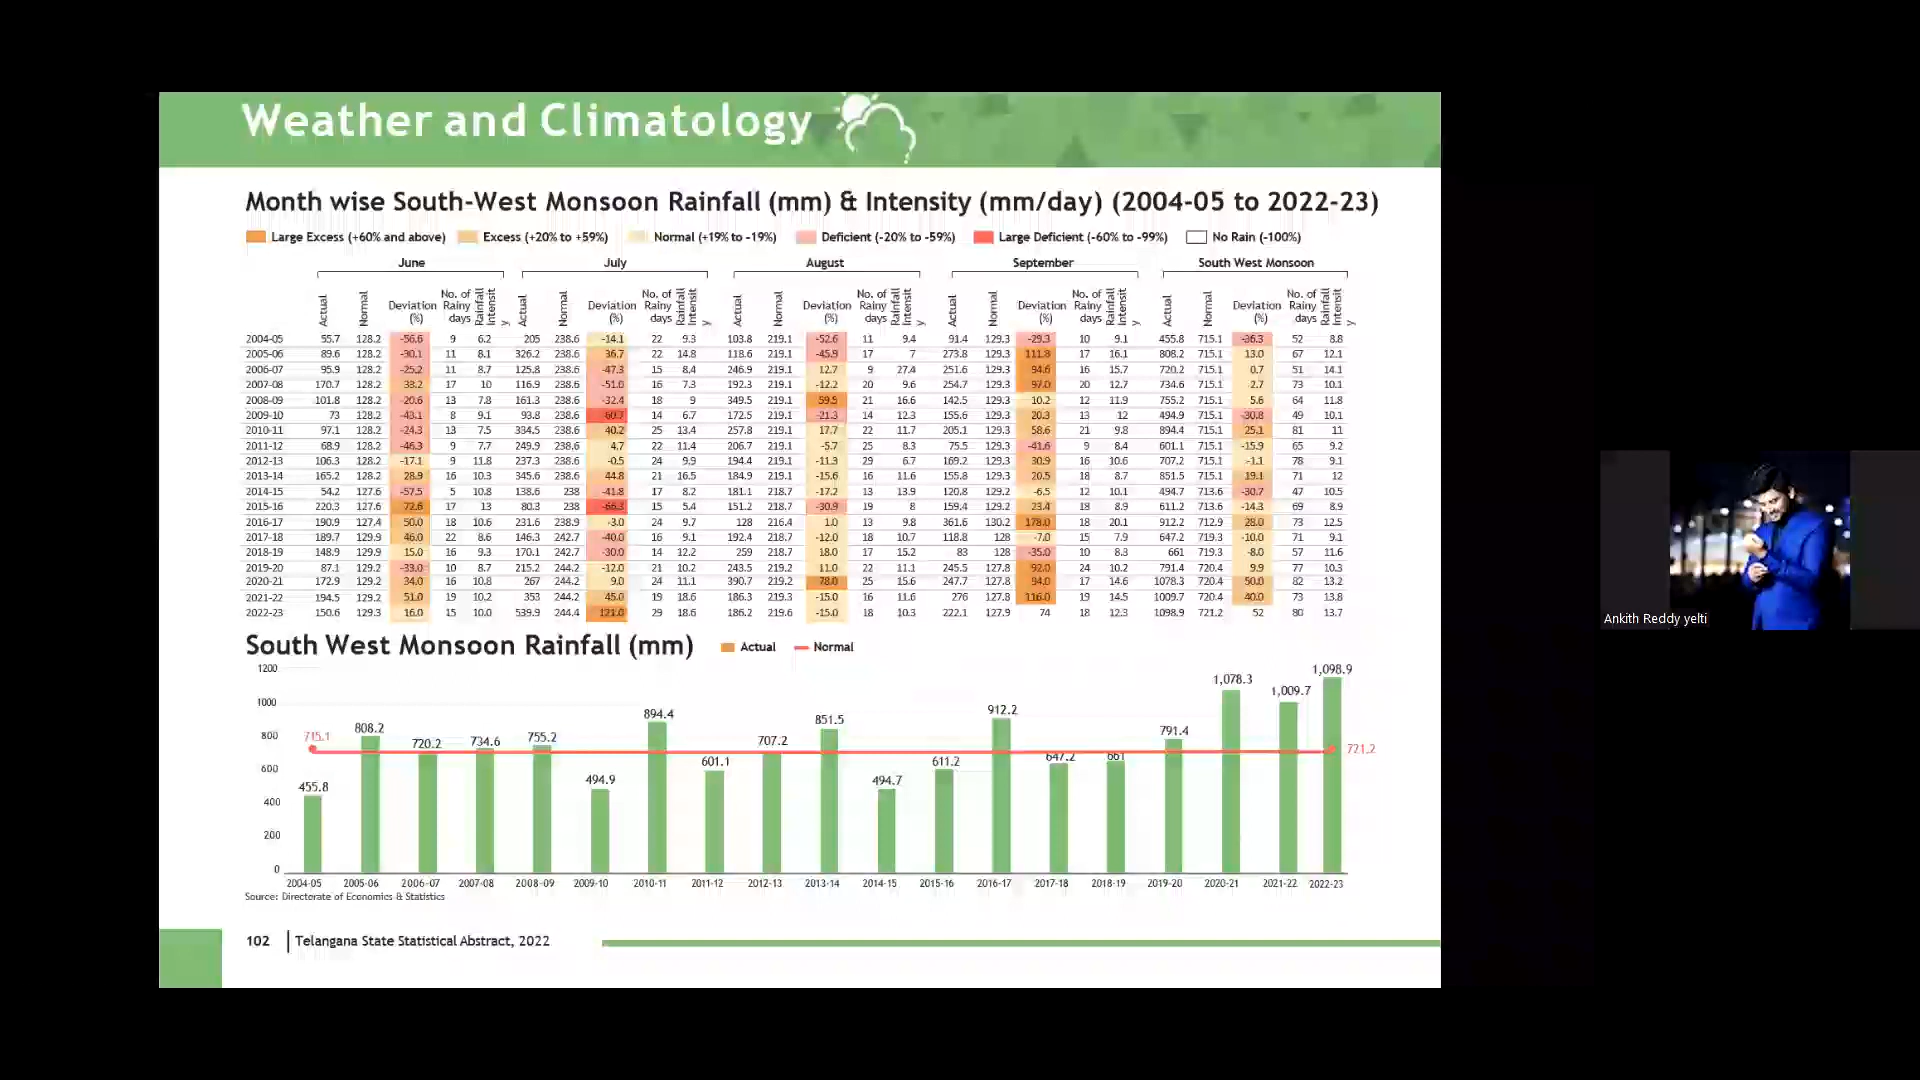 Weather and Climatology
Month wise South-West Monsoon Rainfall (mm) & Intensity (mm/day) (2004-05 to 2022-23)
Large Excess (+60% and above) Excess (+20% to +59%) Normal (+19% to -19%) Deficient (-20% to -59%) Large Deficient (-60% to -99%) No Rain (-100%)
June July August September South West Monsoon
Actual Normal Deviation (%) No. of Rainy days Rainfall Intensity Actual Normal Deviation (%) No. of Rainy days Rainfall Intensity Actual Normal Deviation (%) No. of Rainy days Rainfall Intensity Actual Normal Deviation (%) No. of Rainy days Rainfall Intensity Actual Normal Deviation (%) No. of Rainy days Rainfall Intensity
2004-05 55.7 128.2 -56.6 9 6.2 205 238.6 -14.1 22 9.3 103.8 219.1 -52.6 11 9.4 91.4 129.3 -29.3 10 9.1 455.8 715.1 -36.3 52 8.8
2005-06 89.6 128.2 -30.1 11 8.1 326.2 238.6 36.7 22 14.8 118.6 219.1 -45.9 17 7 273.8 129.3 111.8 17 16.1 808.2 715.1 13.0 67 12.1
2006-07 95.9 128.2 -25.2 11 8.7 125.8 238.6 -47.3 15 8.4 246.9 219.1 12.7 9 27.4 251.6 129.3 94.6 16 15.7 720.2 715.1 0.7 51 14.1
2007-08 170.7 128.2 33.2 17 10 116.9 238.6 -51.0 16 7.3 192.3 219.1 -12.2 20 9.6 254.7 129.3 97.0 20 12.7 734.6 715.1 2.7 73 10.1
2008-09 101.8 128.2 -20.6 13 7.8 161.3 238.6 -32.4 18 9 349.5 219.1 59.5 21 16.6 142.5 129.3 10.2 12 11.9 755.2 715.1 5.6 64 11.8
2009-10 73 128.2 -43.1 8 9.1 93.8 238.6 -60.7 14 6.7 172.5 219.1 -21.3 14 12.3 155.6 129.3 20.3 13 12 494.9 715.1 -30.8 49 10.1
2010-11 97.1 128.2 -24.3 13 7.5 334.5 238.6 40.2 25 13.4 257.8 219.1 17.7 22 11.7 205.1 129.3 58.6 21 9.8 894.4 715.1 25.1 81 11
2011-12 68.9 128.2 -46.3 9 7.7 249.9 238.6 4.7 22 11.4 206.7 219.1 -5.7 25 8.3 75.5 129.3 -41.6 9 8.4 601.1 715.1 -15.9 65 9.2
2012-13 106.3 128.2 -17.1 9 11.8 237.3 238.6 -0.5 24 9.9 194.4 219.1 -11.3 29 6.7 169.2 129.3 30.9 16 10.6 707.2 715.1 -1.1 78 9.1
2013-14 165.2 128.2 28.9 16 10.3 345.6 238.6 44.8 21 16.5 184.9 219.1 -15.6 16 11.6 155.8 129.3 20.5 18 8.7 851.5 715.1 19.1 71 12
2014-15 54.2 127.6 -57.5 5 10.8 138.6 238 -41.8 17 8.2 181.1 218.7 -17.2 13 13.9 120.8 129.2 -6.5 12 10.1 494.7 713.6 -30.7 47 10.5
2015-16 220.3 127.6 72.6 17 13 80.3 238 -66.3 15 5.4 151.2 218.7 -30.9 19 8 159.4 129.2 23.4 18 8.9 611.2 713.6 -14.3 69 8.9
2016-17 190.9 127.4 50.0 18 10.6 231.6 238.9 -3.0 24 9.7 128 216.4 1.0 13 9.8 361.6 130.2 178.0 18 20.1 912.2 712.9 28.0 73 12.5
2017-18 189.7 129.9 46.0 22 8.6 146.3 242.7 -40.0 16 9.1 192.4 218.7 -12.0 18 10.7 118.8 128 -7.0 15 7.9 647.2 719.3 -10.0 71 9.1
2018-19 148.9 129.9 15.0 16 9.3 170.1 242.7 -30.0 14 12.2 259 218.7 18.0 17 15.2 83 128 -35.0 10 8.3 661 719.3 -8.0 57 11.6
2019-20 87.1 129.2 -33.0 10 8.7 215.2 244.2 -12.0 21 10.2 243.5 219.2 11.0 22 11.1 245.5 127.8 92.0 24 10.2 791.4 720.4 9.9 77 10.3
2020-21 172.9 129.2 34.0 16 10.8 267 244.2 9.0 24 11.1 390.7 219.2 78.0 25 15.6 247.7 127.8 94.0 17 14.6 1078.3 720.4 50.0 82 13.2
2021-22 194.5 129.2 51.0 19 10.2 353 244.2 45.0 19 18.6 186.3 219.3 -15.0 16 11.6 276 127.8 116.0 19 14.5 1009.7 720.4 40.0 73 13.8
2022-23 150.6 129.3 16.0 15 10.0 539.9 244.4 121.0 29 18.6 186.2 219.6 -15.0 18 10.3 222.1 127.9 74 18 12.3 1098.9 721.2 52 80 13.7
South West Monsoon Rainfall (mm) Actual Normal
1200
1000
800
600
400
200
0
715.1
721.2
455.8 808.2 720.2 734.6 755.2 494.9 894.4 601.1 707.2 851.5 494.7 611.2 912.2 647.2 661 791.4 1,078.3 1,009.7 1,098.9
2004-05 2005-06 2006-07 2007-08 2008-09 2009-10 2010-11 2011-12 2012-13 2013-14 2014-15 2015-16 2016-17 2017-18 2018-19 2019-20 2020-21 2021-22 2022-23
Source: Directorate of Economics & Statistics
102 Telangana State Statistical Abstract, 2022
Ankith Reddy yelti